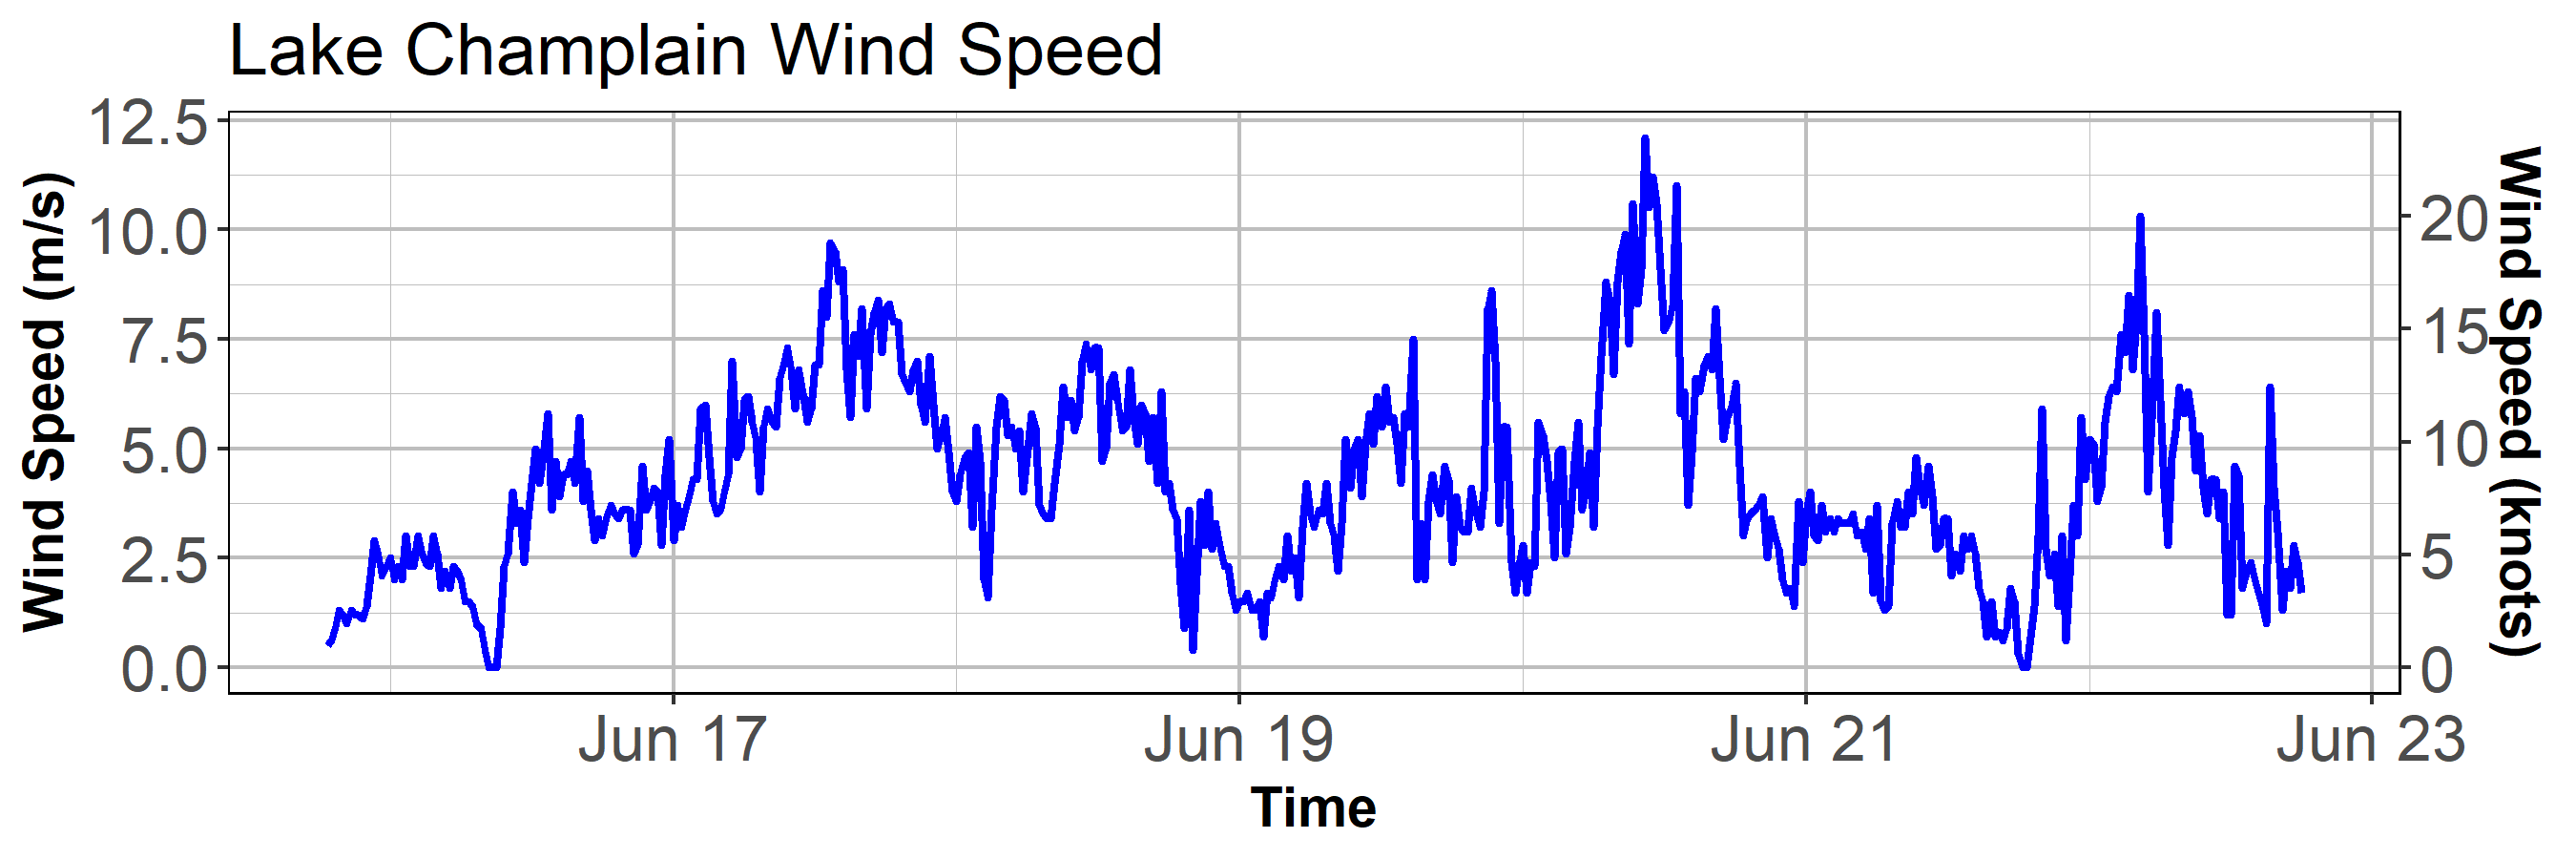 Lake Champlain Wind Speed
Wind Speed (m/s)
12.5
10.0
7.5
5.0
2.5
0.0
Wind Speed (knots)
20
15
10
5
0
Jun 17
Jun 19
Jun 21
Jun 23
Time